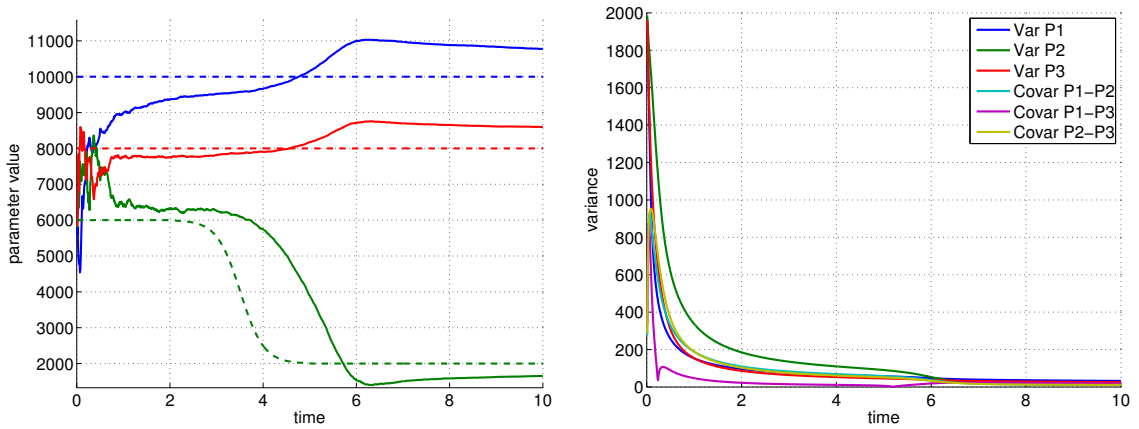 11000
10000
9000
8000
7000
6000
5000
4000
3000
2000
parameter value
0 2 4 6 8 10
time
2000
1800
1600
1400
1200
1000
800
600
400
200
0
variance
0 2 4 6 8 10
time
Var P1
Var P2
Var P3
Covar P1−P2
Covar P1−P3
Covar P2−P3